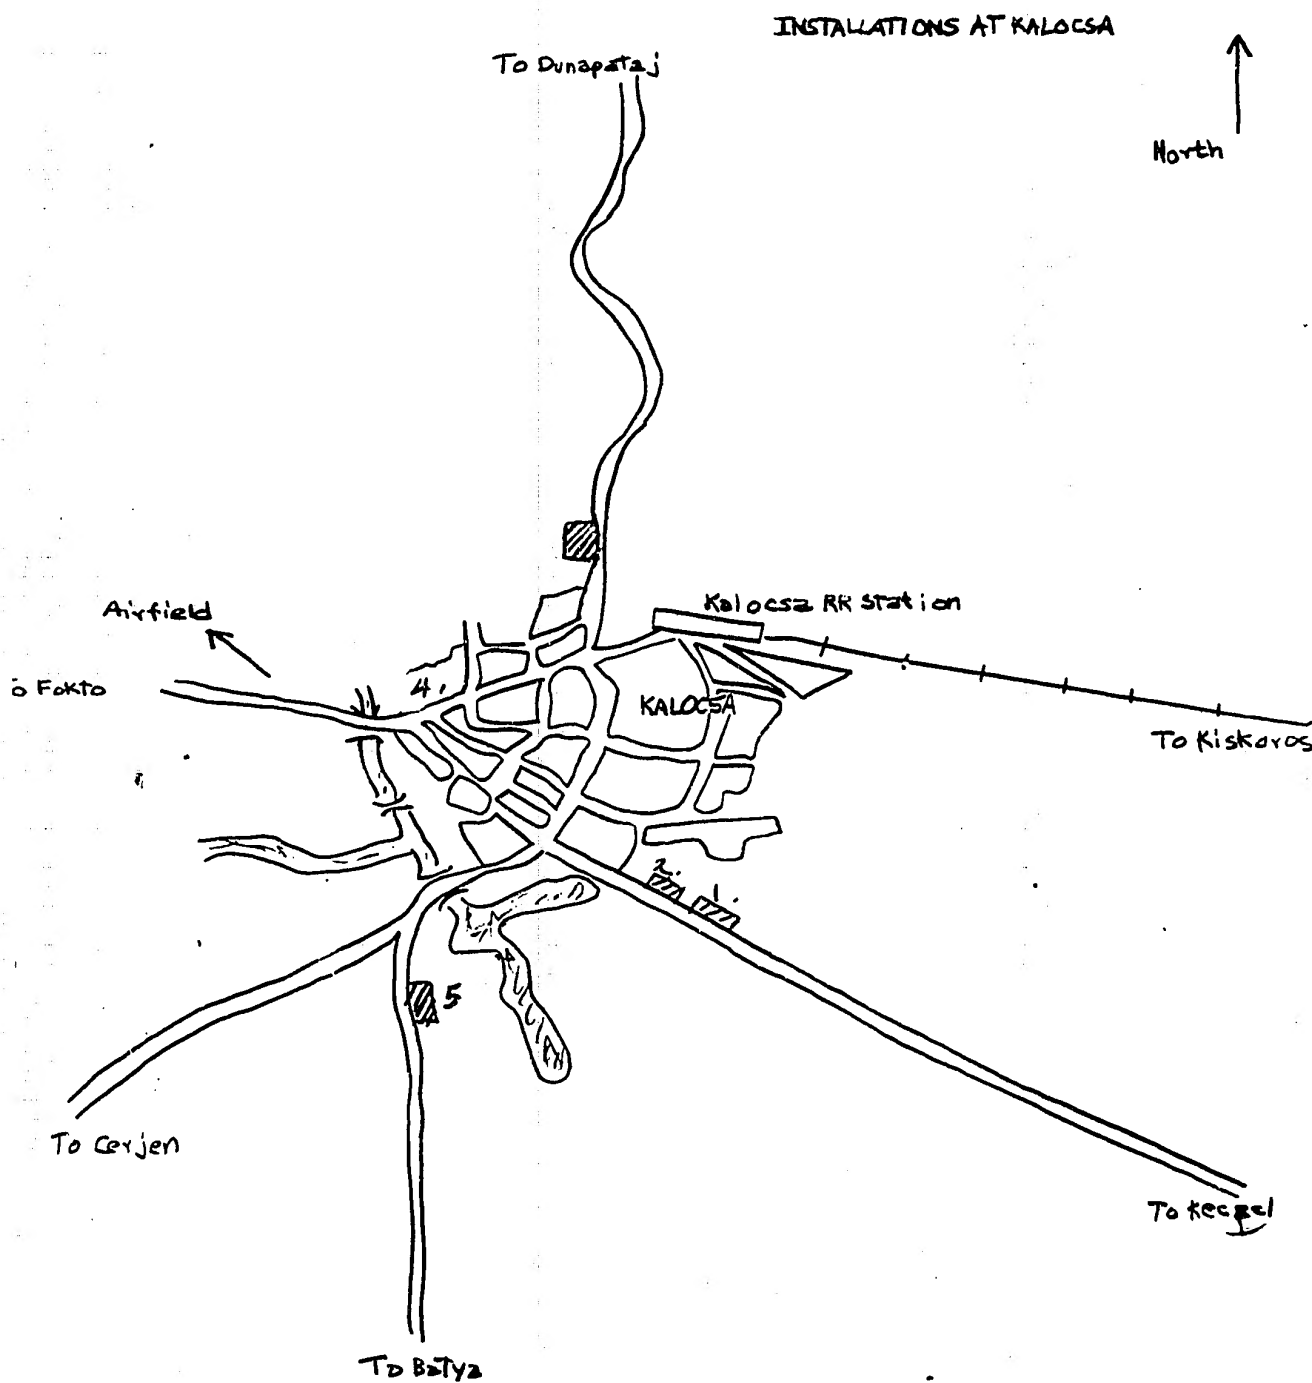 INSTALLATIONS AT KALOCSA
To Dunapataj
North
Airfield
Kalocsa RR Station
o Fokto
4.
KALOCSA
To Kiskoros
2.
1.
5
To Cerjen
To
To Batya